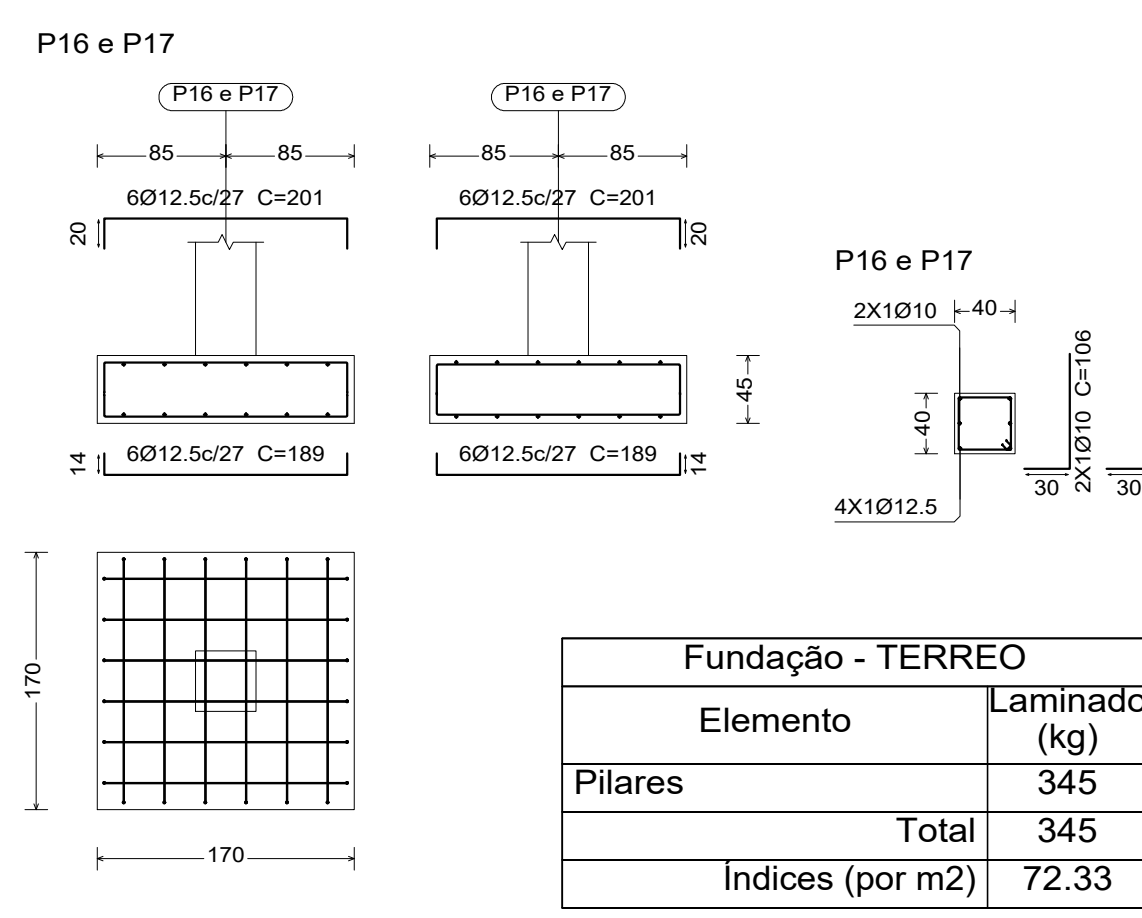 P16 e P17
P16 e P17
P16 e P17
85
85
85
85
6Ø12.5c/27 C=201
6Ø12.5c/27 C=201
20
20
P16 e P17
2X1Ø10
40
45
40
2X1Ø10 C=106
6Ø12.5c/27 C=189
6Ø12.5c/27 C=189
14
14
30
30
4X1Ø12.5
170
170
Fundação - TERREO
Elemento
Laminado
(kg)
Pilares
345
Total
345
Índices (por m2)
72.33